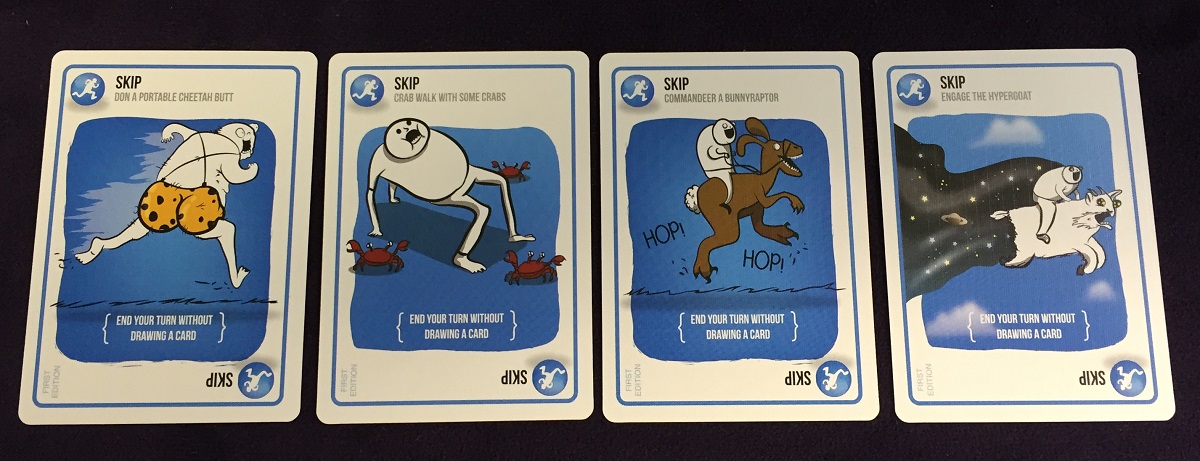 SKIP
DON A PORTABLE CHEETAH BUTT
END YOUR TURN WITHOUT
DRAWING A CARD
SKIP
FIRST
EDITION
SKIP
CRAB WALK WITH SOME CRABS
END YOUR TURN WITHOUT
DRAWING A CARD
SKIP
FIRST
EDITION
SKIP
COMMANDEER A BUNNYRAPTOR
HOP!
HOP!
END YOUR TURN WITHOUT
DRAWING A CARD
SKIP
FIRST
EDITION
SKIP
ENGAGE THE HYPERGOAT
END YOUR TURN WITHOUT
DRAWING A CARD
SKIP
FIRST
EDITION